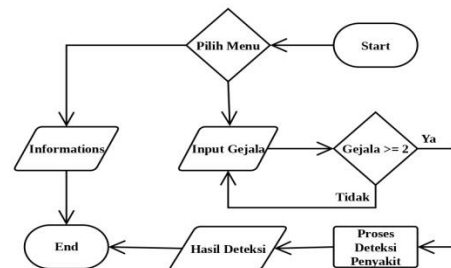 Pilih Menu
Start
Informations
Input Gejala
Gejala >= 2
Ya
Tidak
End
Hasil Deteksi
Proses
Deteksi
Penyakit